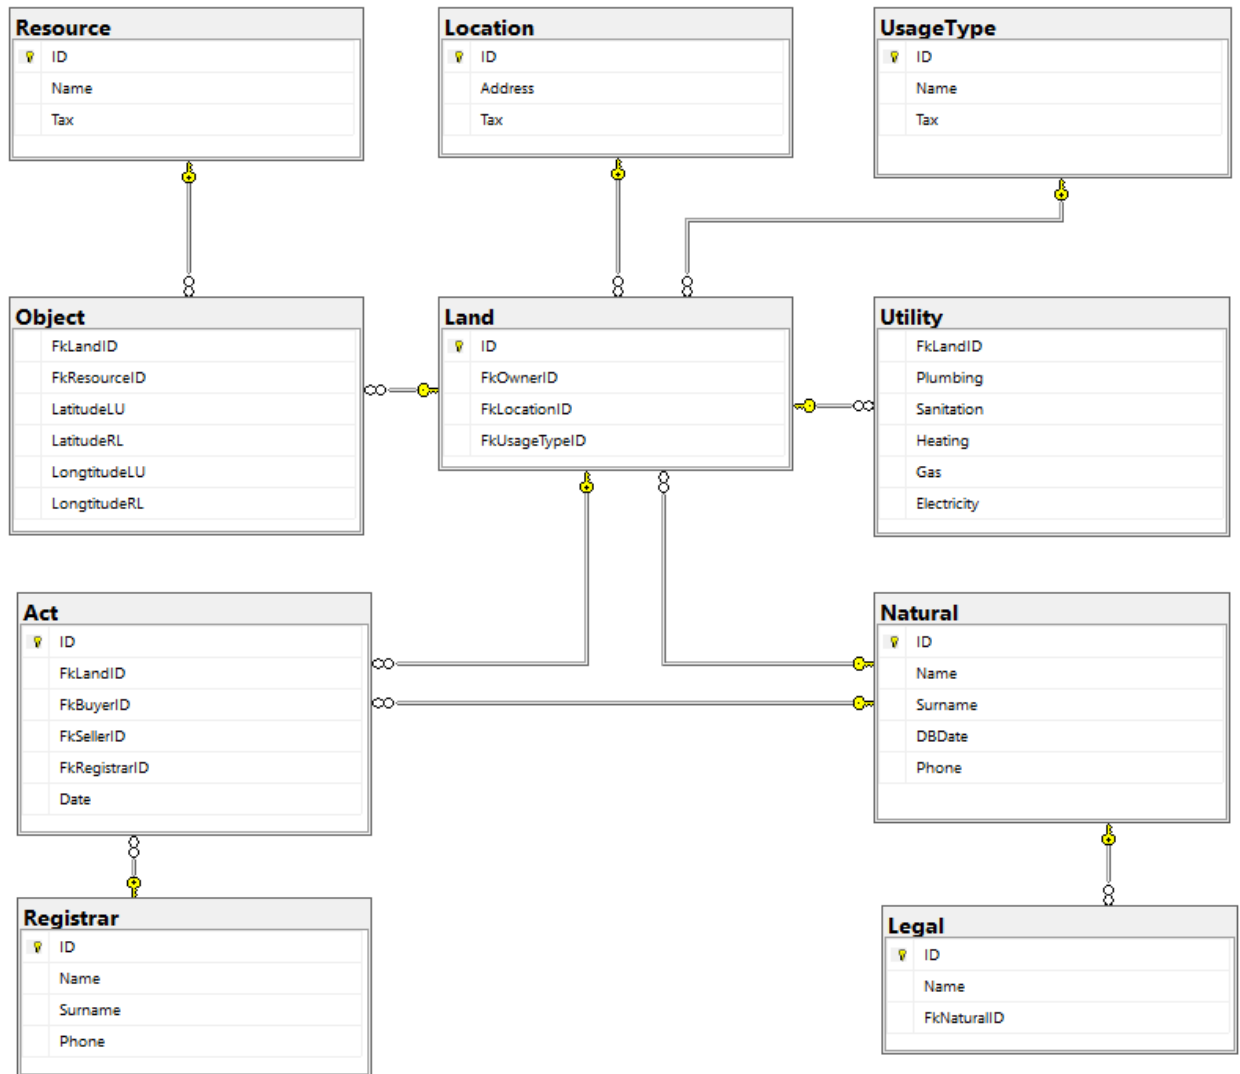 Resource
ID
Name
Tax
Location
ID
Address
Tax
UsageType
ID
Name
Tax
Object
FkLandID
FkResourceID
LatitudeLU
LatitudeRL
LongtitudeLU
LongtitudeRL
Land
ID
FkOwnerID
FkLocationID
FkUsageTypeID
Utility
FkLandID
Plumbing
Sanitation
Heating
Gas
Electricity
Act
ID
FkLandID
FkBuyerID
FkSellerID
FkRegistrarID
Date
Natural
ID
Name
Surname
DBDate
Phone
Registrar
ID
Name
Surname
Phone
Legal
ID
Name
FkNaturalID